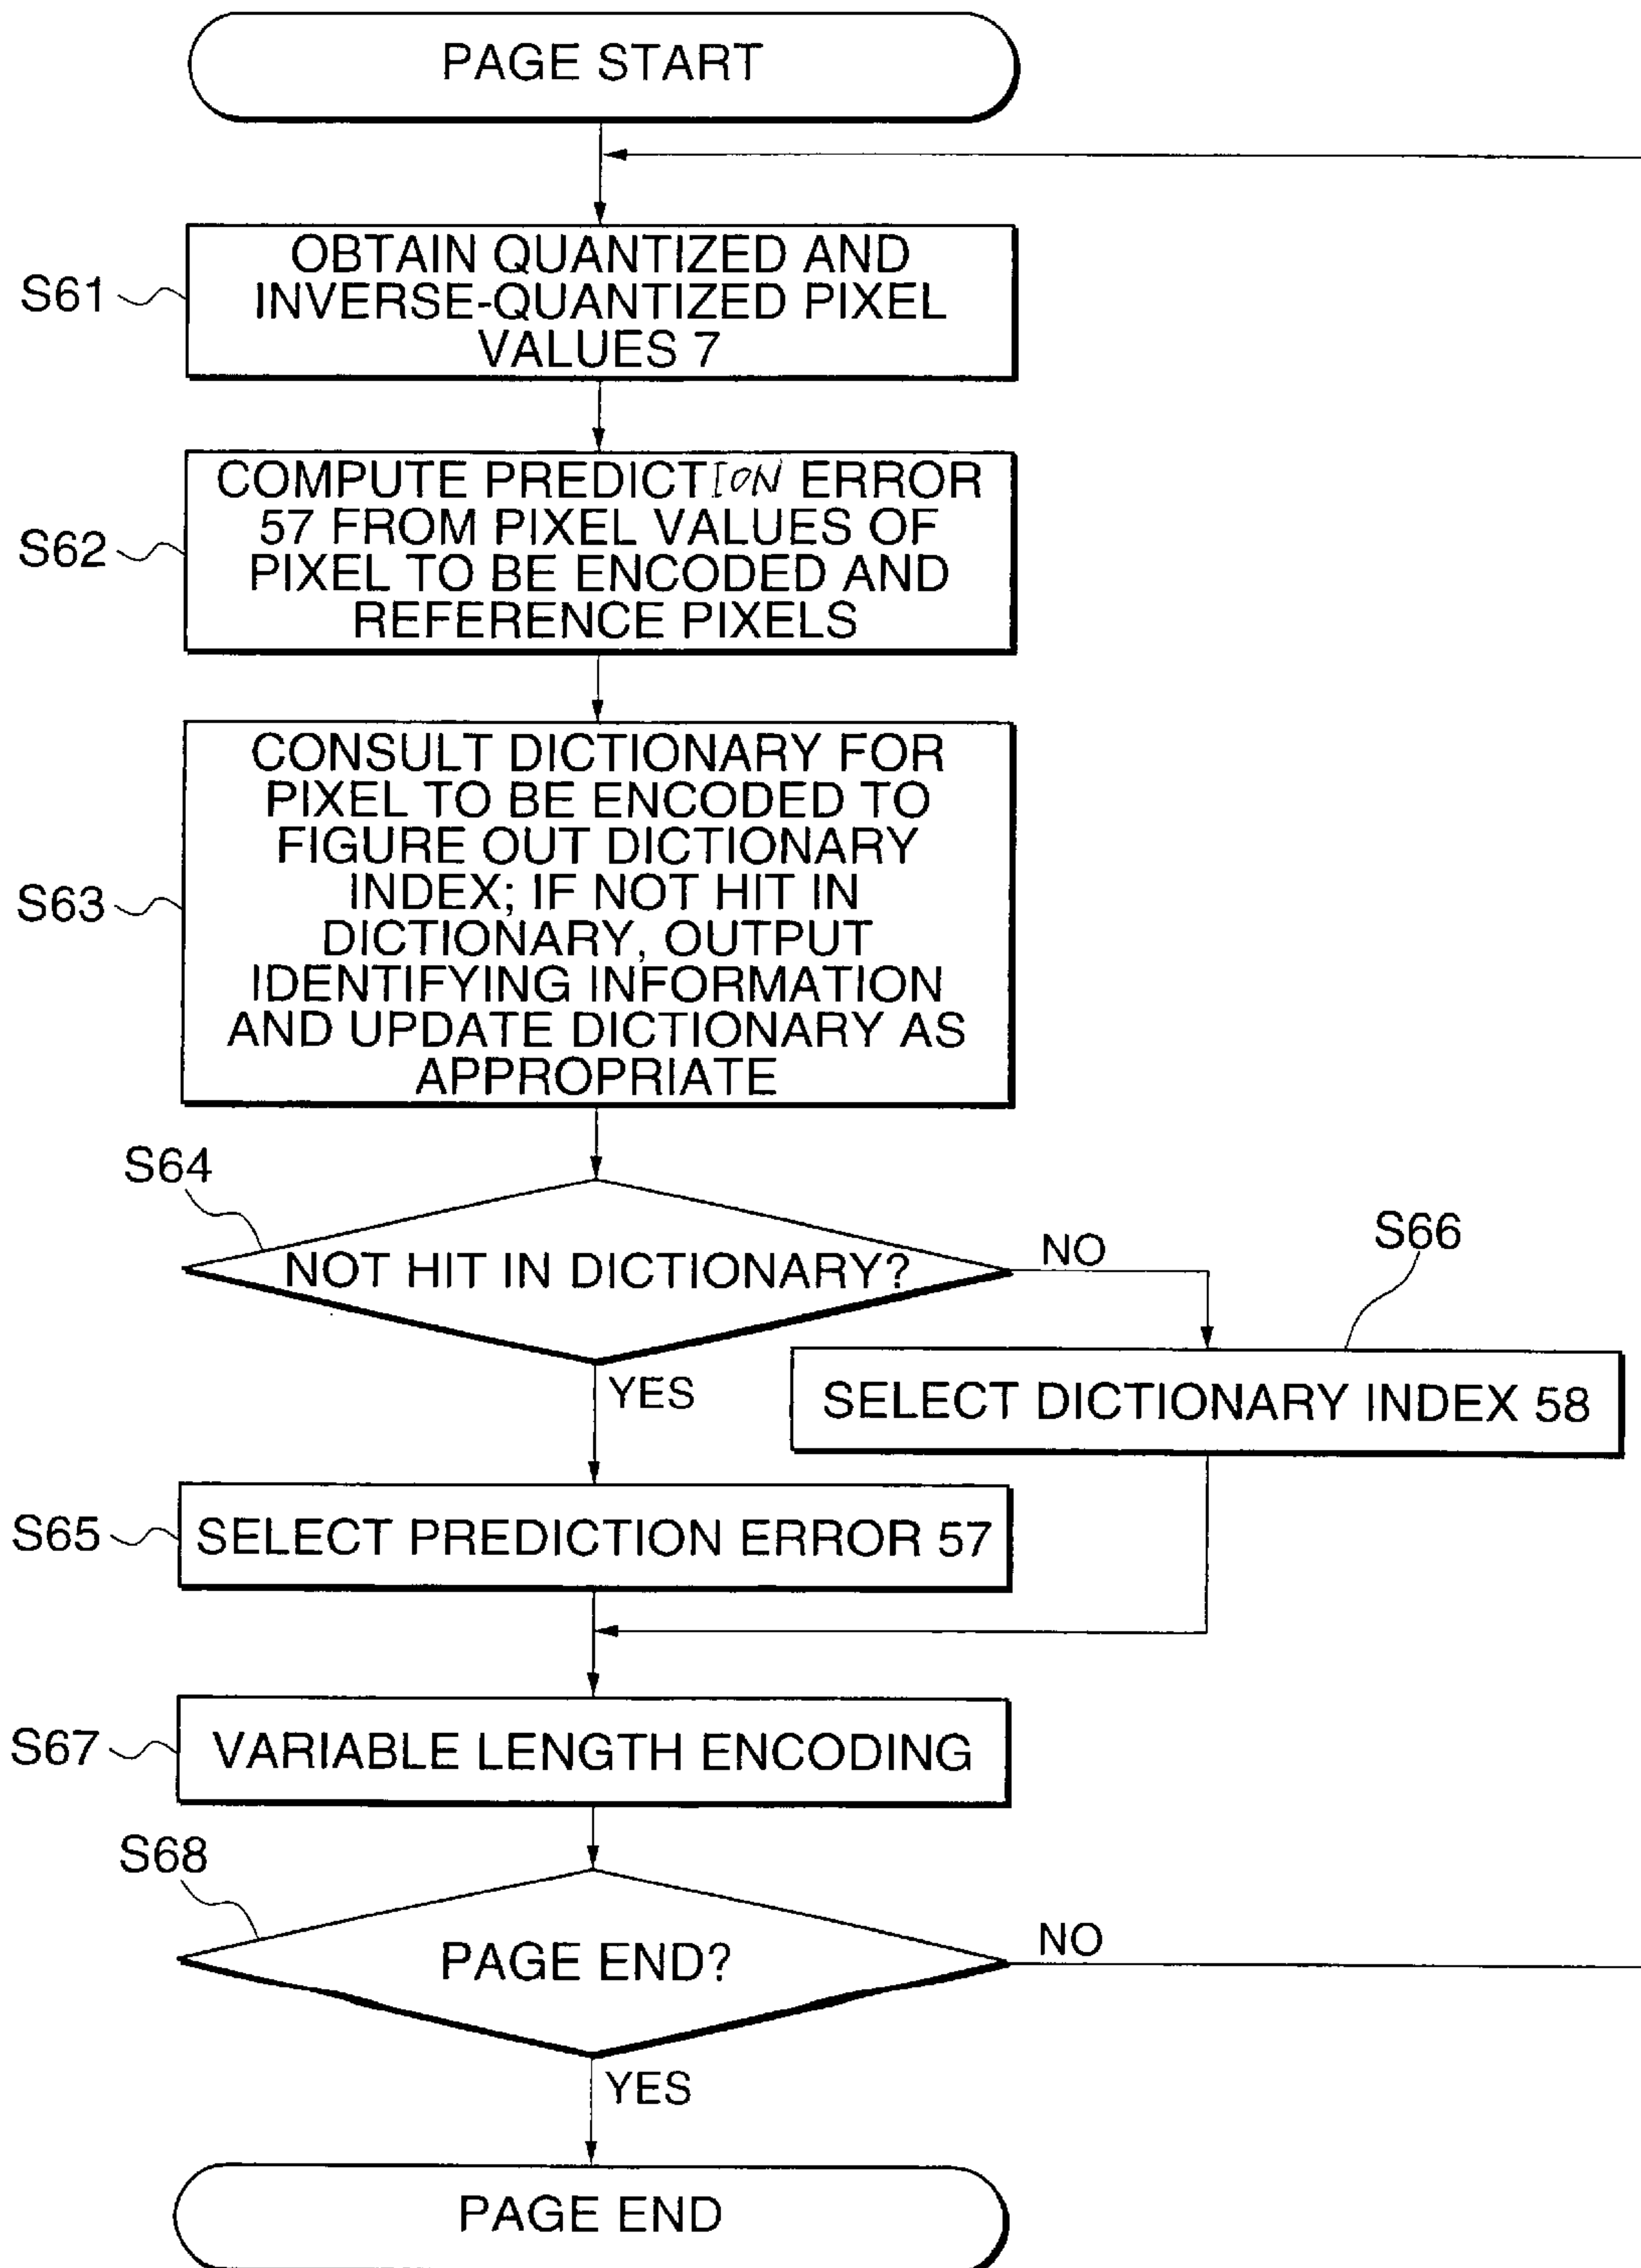 PAGE START
S61
OBTAIN QUANTIZED AND
INVERSE-QUANTIZED PIXEL
VALUES 7
S62
COMPUTE PREDICTION ERROR
57 FROM PIXEL VALUES OF
PIXEL TO BE ENCODED AND
REFERENCE PIXELS
S63
CONSULT DICTIONARY FOR
PIXEL TO BE ENCODED TO
FIGURE OUT DICTIONARY
INDEX; IF NOT HIT IN
DICTIONARY, OUTPUT
IDENTIFYING INFORMATION
AND UPDATE DICTIONARY AS
APPROPRIATE
S64
NOT HIT IN DICTIONARY?
NO
S66
SELECT DICTIONARY INDEX 58
YES
S65
SELECT PREDICTION ERROR 57
S67
VARIABLE LENGTH ENCODING
S68
PAGE END?
NO
YES
PAGE END